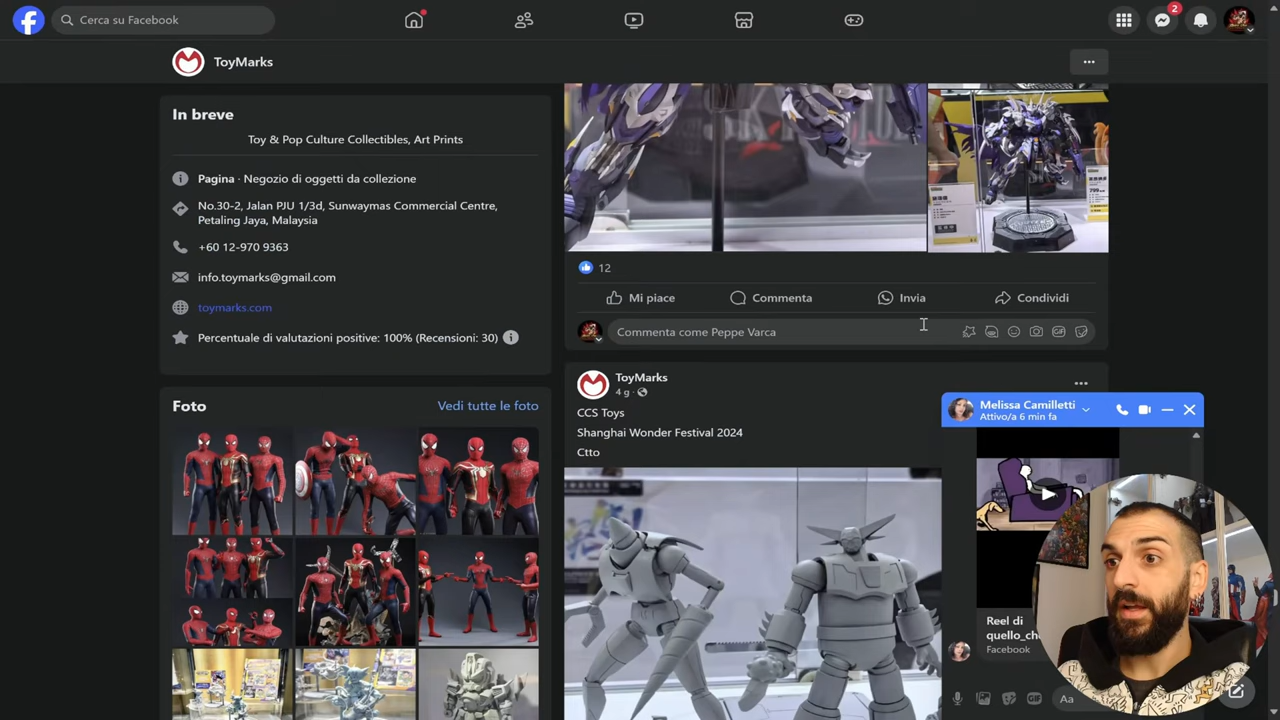 Cerca su Facebook
2
ToyMarks
In breve
Toy & Pop Culture Collectibles, Art Prints
Pagina · Negozio di oggetti da collezione
No.30-2, Jalan PJU 1/3d, Sunwaymas Commercial Centre,
Petaling Jaya, Malaysia
+60 12-970 9363
info.toymarks@gmail.com
toymarks.com
Percentuale di valutazioni positive: 100% (Recensioni: 30)
Foto
Vedi tutte le foto
12
Mi piace
Commenta
Invia
Condividi
Commenta come Peppe Varca
GIF
ToyMarks
4 g ·
CCS Toys
Shanghai Wonder Festival 2024
Ctto
Melissa Camilletti
Attivo/a 6 min fa
Reel di
Facebook
GIF
Aa